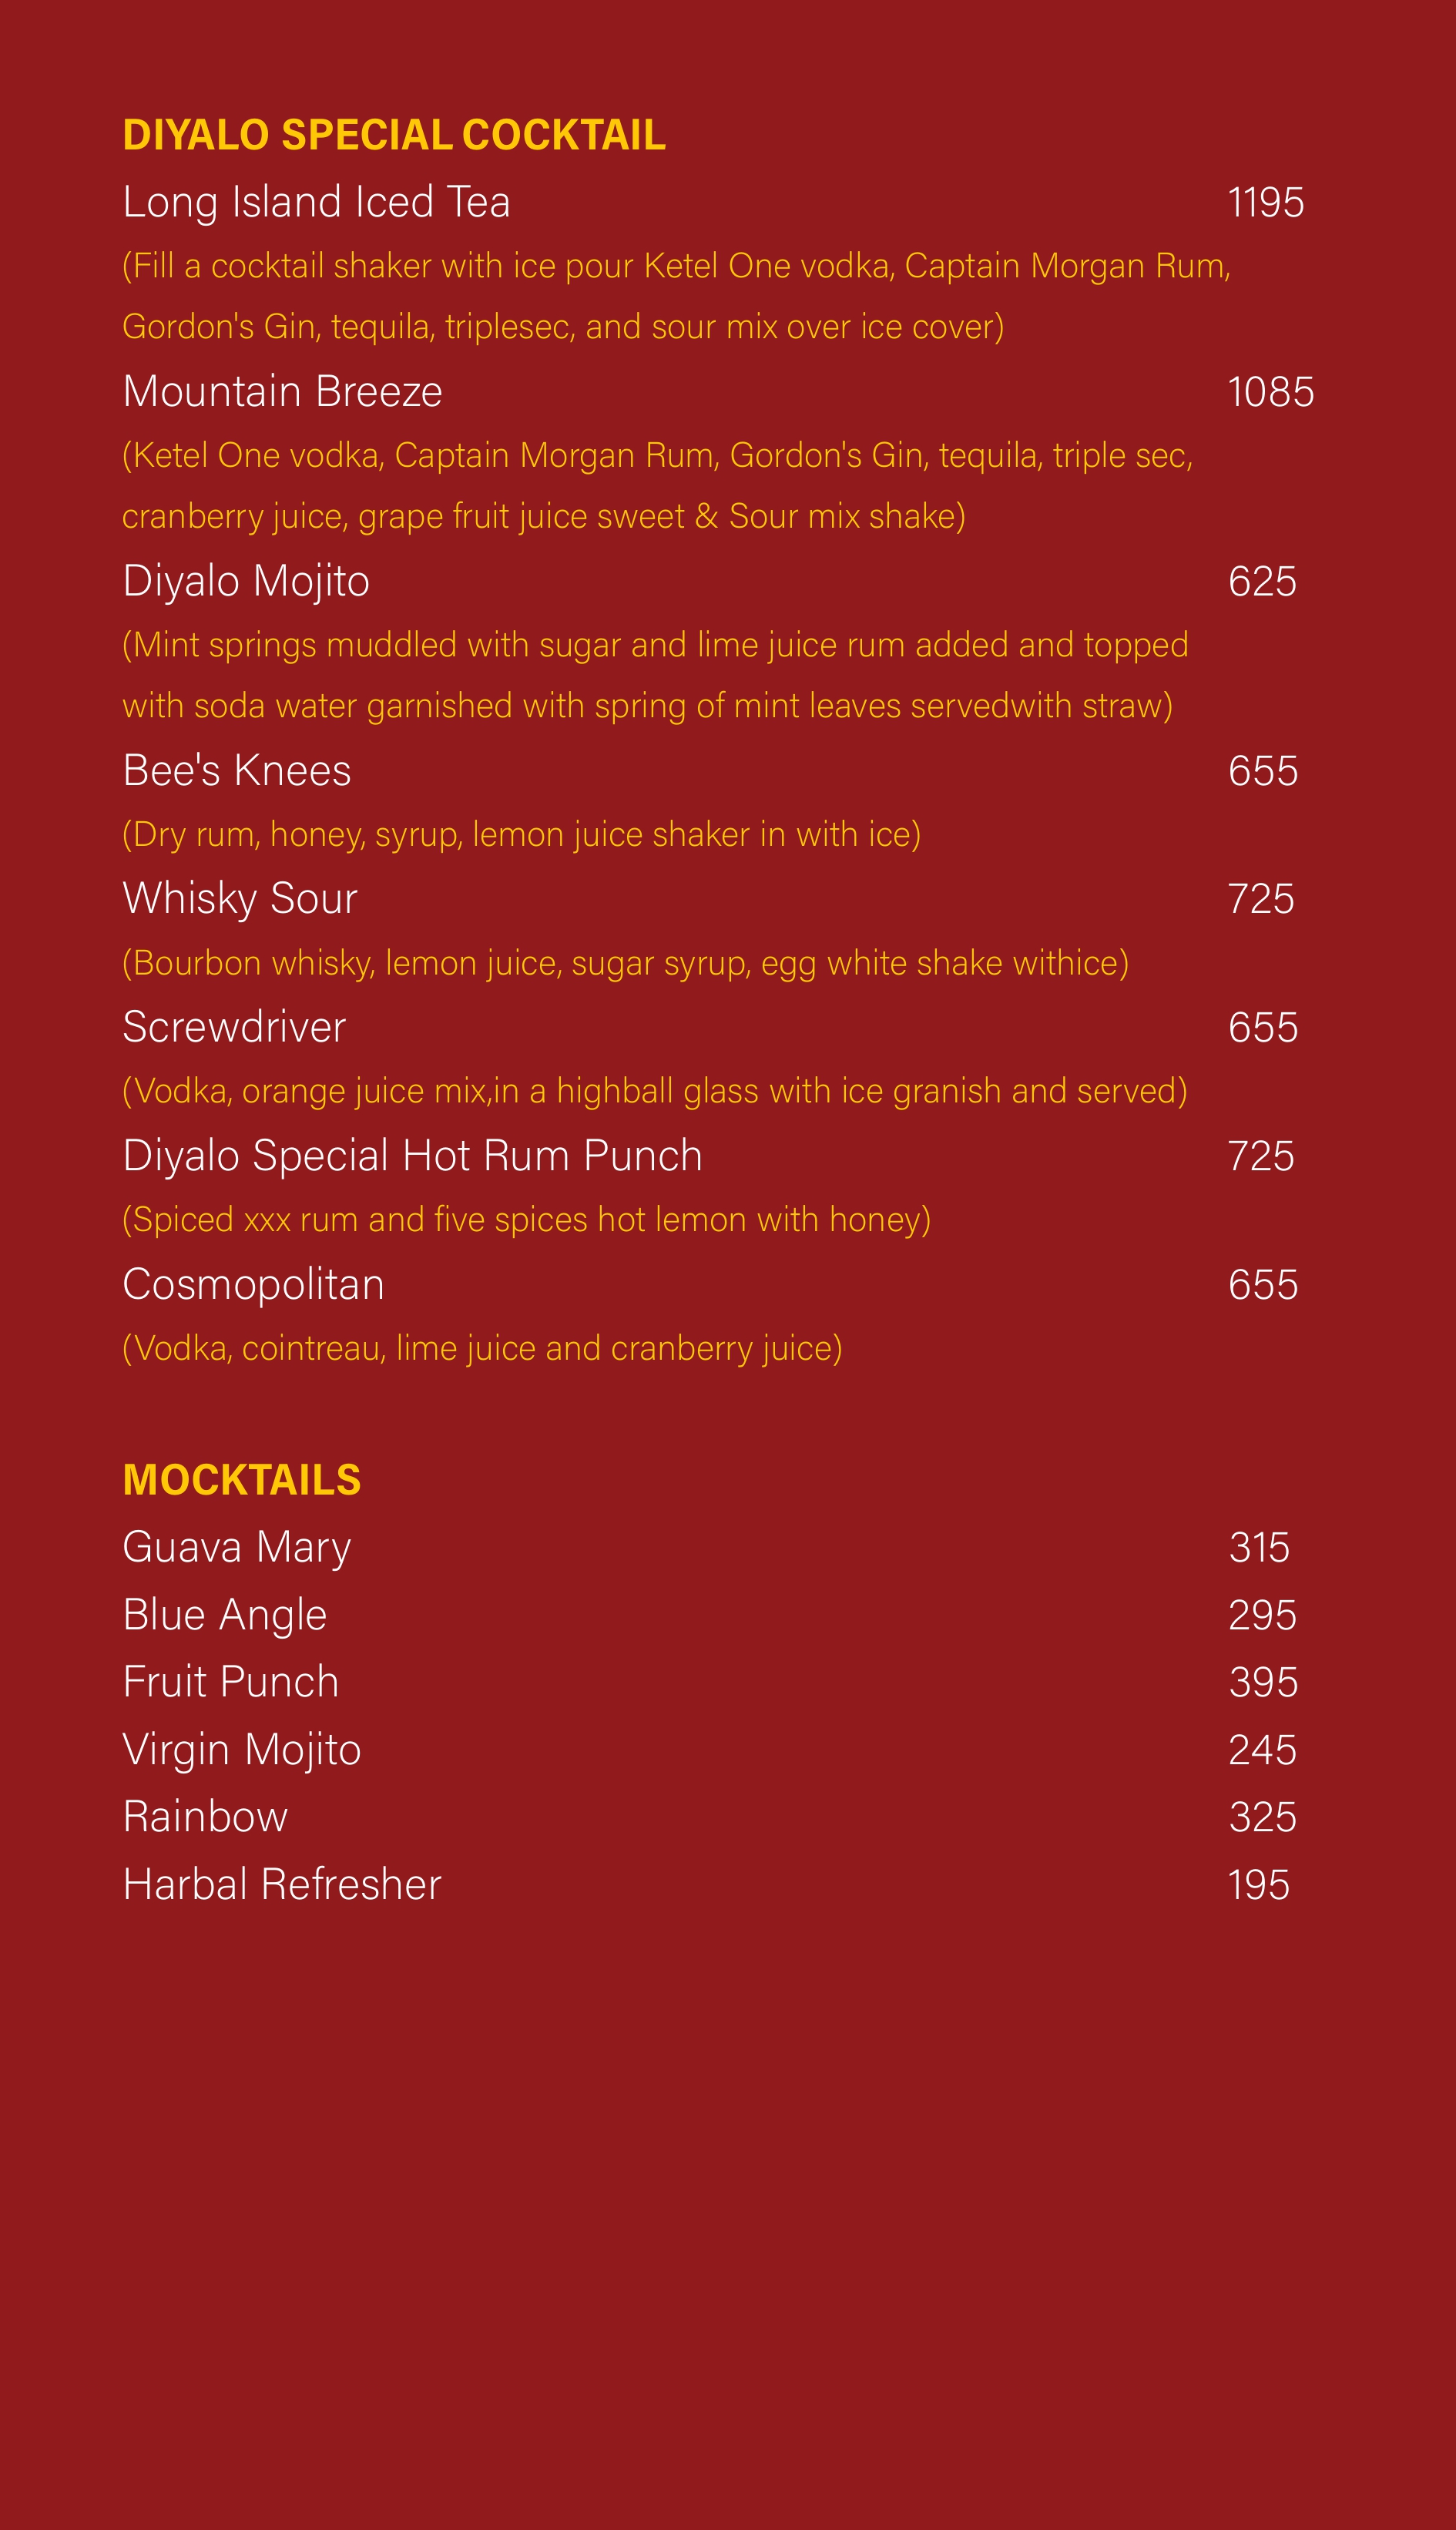 DIYALO SPECIAL COCKTAIL
Long Island Iced Tea 1195
(Fill a cocktail shaker with ice pour Ketel One vodka, Captain Morgan Rum,
Gordon's Gin, tequila, triplesec, and sour mix over ice cover)
Mountain Breeze 1085
(Ketel One vodka, Captain Morgan Rum, Gordon's Gin, tequila, triple sec,
cranberry juice, grape fruit juice sweet & Sour mix shake)
Diyalo Mojito 625
(Mint springs muddled with sugar and lime juice rum added and topped
with soda water garnished with spring of mint leaves servedwith straw)
Bee's Knees 655
(Dry rum, honey, syrup, lemon juice shaker in with ice)
Whisky Sour 725
(Bourbon whisky, lemon juice, sugar syrup, egg white shake withice)
Screwdriver 655
(Vodka, orange juice mix,in a highball glass with ice granish and served)
Diyalo Special Hot Rum Punch 725
(Spiced xxx rum and five spices hot lemon with honey)
Cosmopolitan 655
(Vodka, cointreau, lime juice and cranberry juice)
MOCKTAILS
Guava Mary 315
Blue Angle 295
Fruit Punch 395
Virgin Mojito 245
Rainbow 325
Harbal Refresher 195